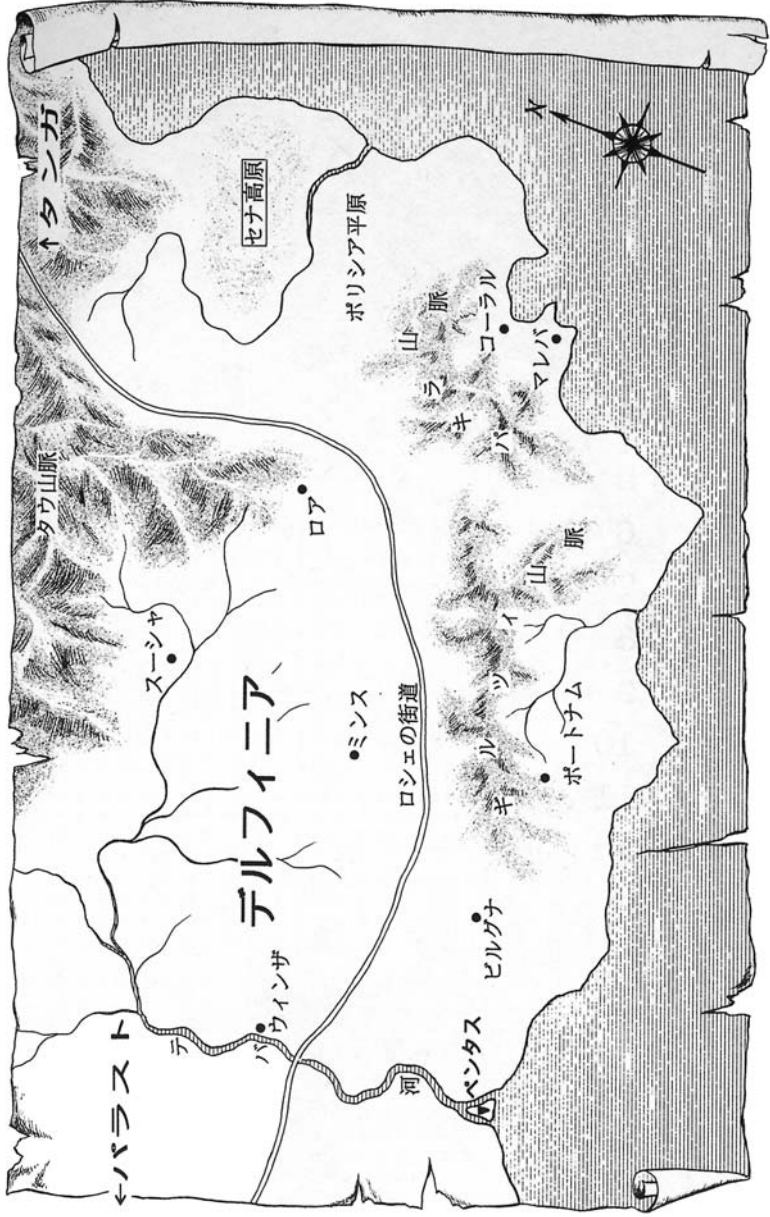 ↑タンガ
セナ高原
ポリシア平原
バキラ山脈
コーラル
マレバ
タウ山脈
ロア
スーシャ
デルフィニア
ミンス
ロシェの街道
キルツィ山脈
ポートナム
ビルグナ
ウィンザ
テバ河
ペンタス
←パラスト
N